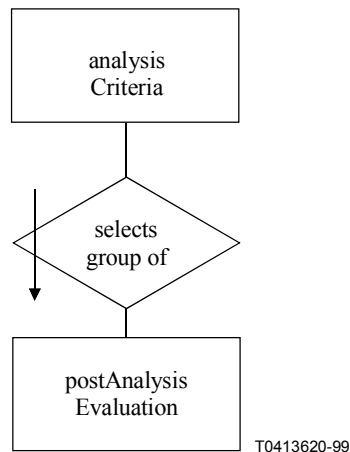 analysis
Criteria
selects
group of
postAnalysis
Evaluation
T0413620-99